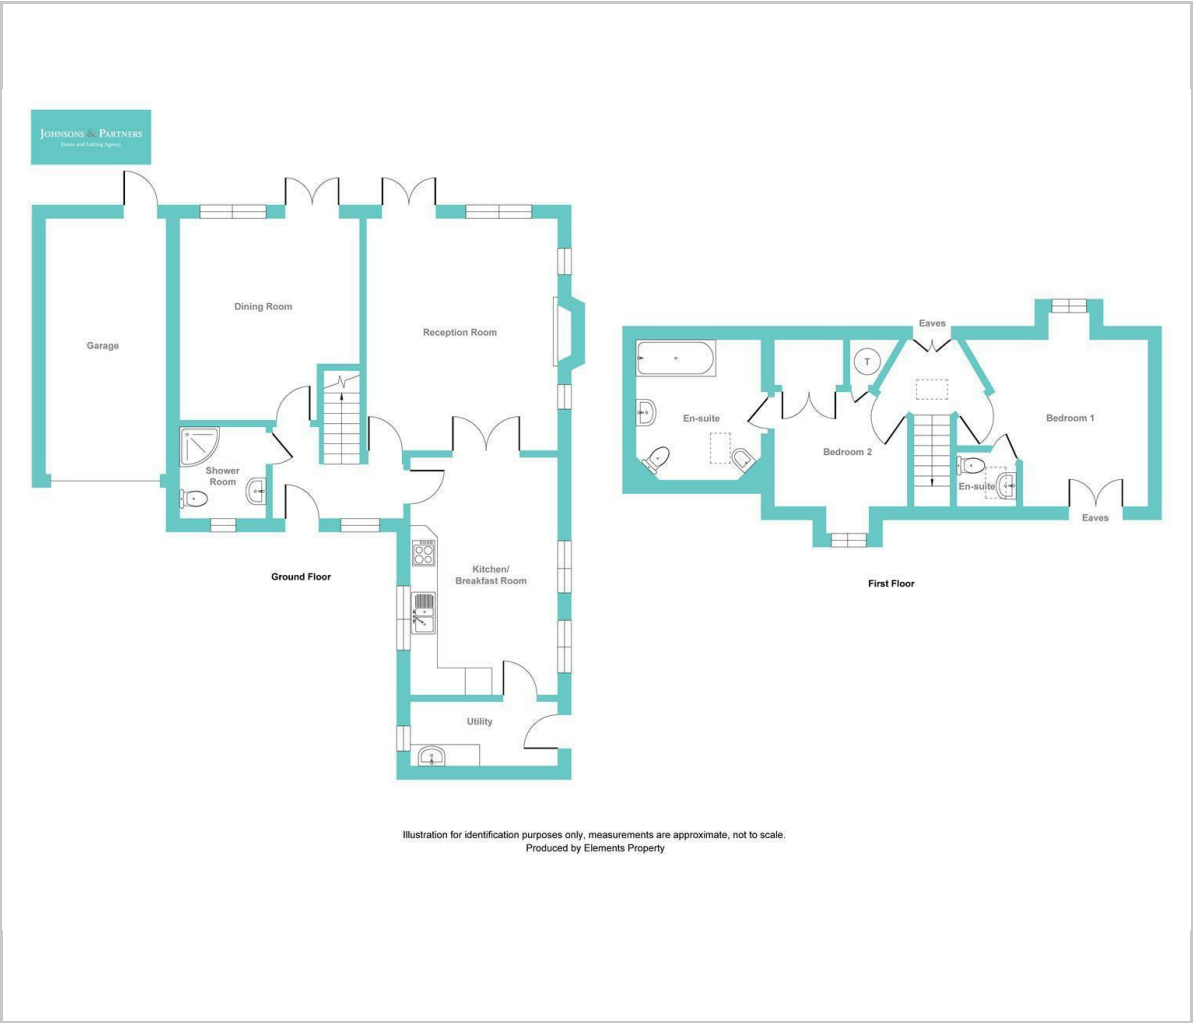 JOHNSONS & PARTNERS
Estate and Letting Agency
Dining Room
Reception Room
Garage
Shower
Room
Kitchen/
Breakfast Room
Utility
Ground Floor
Eaves
T
En-suite
Bedroom 1
Bedroom 2
En-suite
Eaves
First Floor
Illustration for identification purposes only, measurements are approximate, not to scale.
Produced by Elements Property